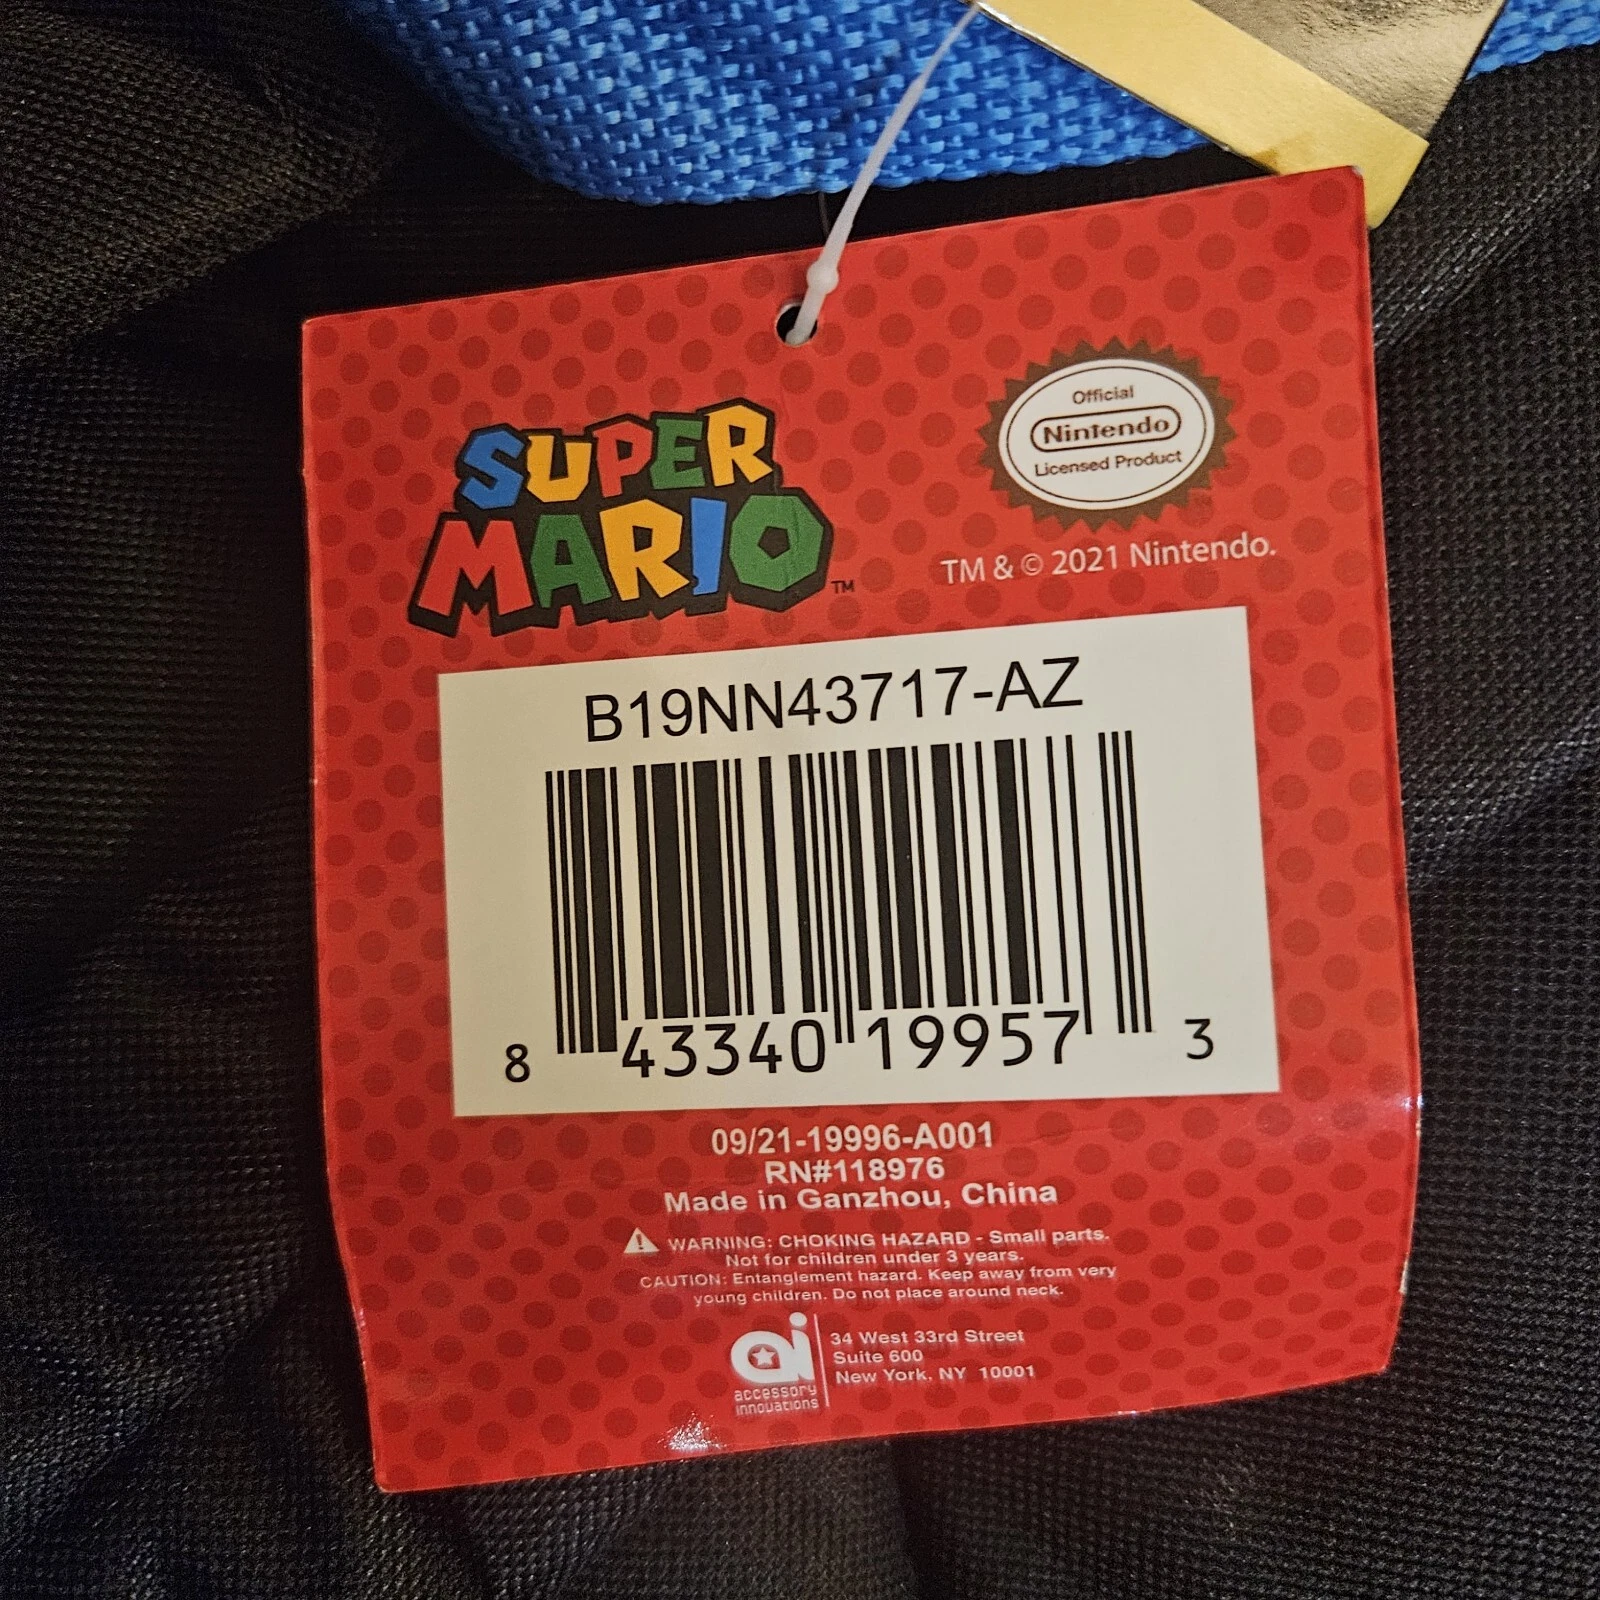 SUPER
MARIO™
Official
Nintendo
Licensed Product
TM & © 2021 Nintendo.
B19NN43717-AZ
8 43340 19957 3
09/21-19996-A001
RN#118976
Made in Ganzhou, China
WARNING: CHOKING HAZARD - Small parts.
Not for children under 3 years.
CAUTION: Entanglement hazard. Keep away from very
young children. Do not place around neck.
ai
accessory
innovations
34 West 33rd Street
Suite 600
New York, NY 10001